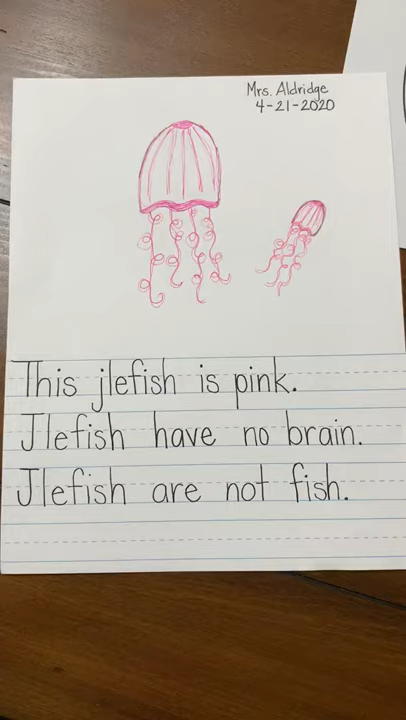 Mrs. Aldridge
4-21-2020
This jlefish is pink.
Jlefish have no brain.
Jlefish are not fish.